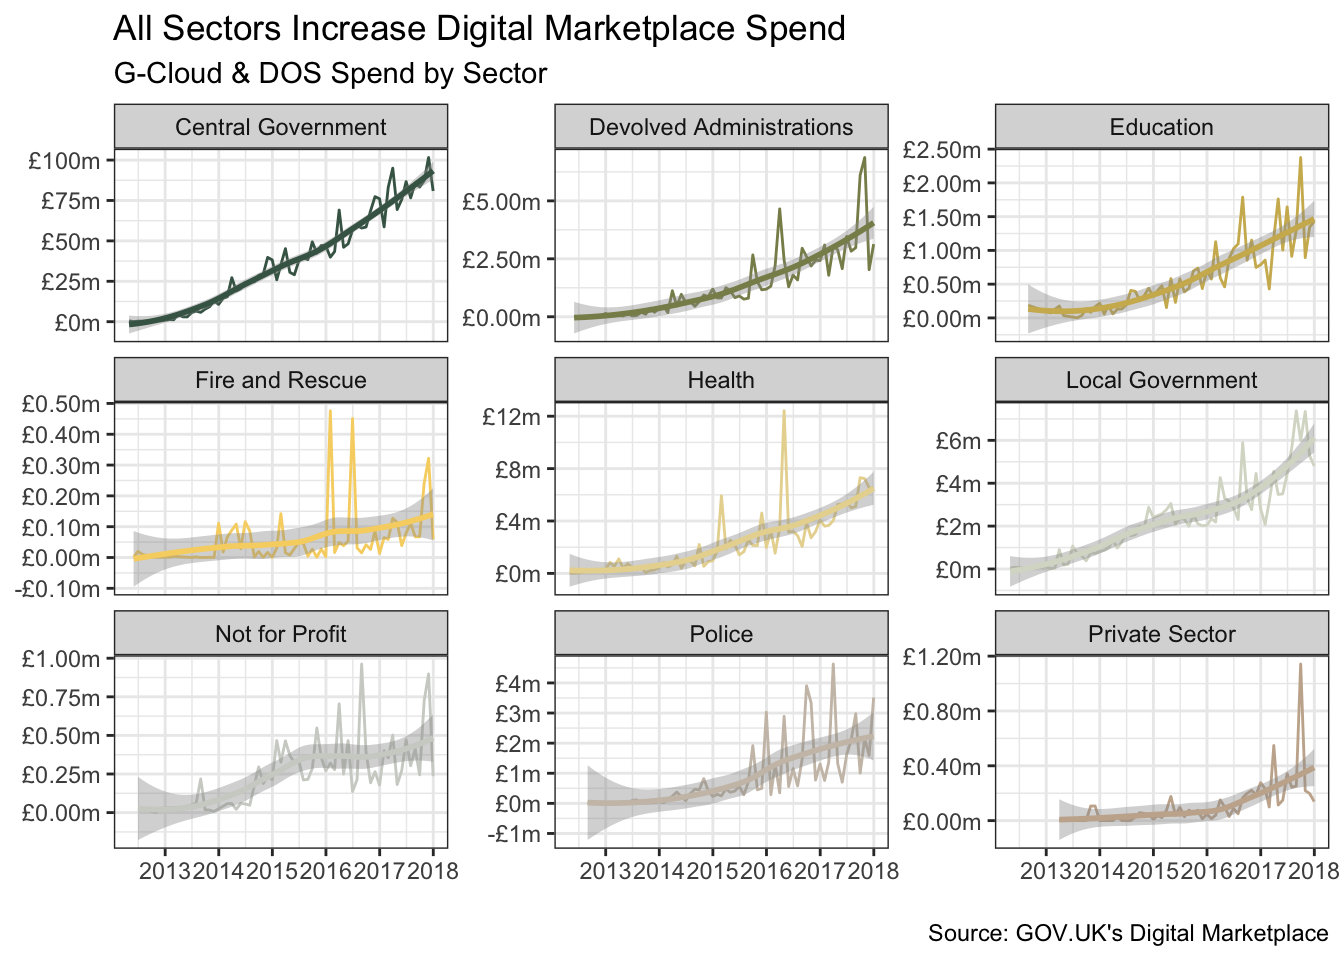 All Sectors Increase Digital Marketplace Spend
G-Cloud & DOS Spend by Sector
Central Government
£100m
£75m
£50m
£25m
£0m
Devolved Administrations
£5.00m
£2.50m
£0.00m
Education
£2.50m
£2.00m
£1.50m
£1.00m
£0.50m
£0.00m
Fire and Rescue
£0.50m
£0.40m
£0.30m
£0.20m
£0.10m
£0.00m
-£0.10m
Health
£12m
£8m
£4m
£0m
Local Government
£6m
£4m
£2m
£0m
Not for Profit
£1.00m
£0.75m
£0.50m
£0.25m
£0.00m
2013 2014 2015 2016 2017 2018
Police
£4m
£3m
£2m
£1m
£0m
-£1m
2013 2014 2015 2016 2017 2018
Private Sector
£1.20m
£0.80m
£0.40m
£0.00m
2013 2014 2015 2016 2017 2018
Source: GOV.UK's Digital Marketplace